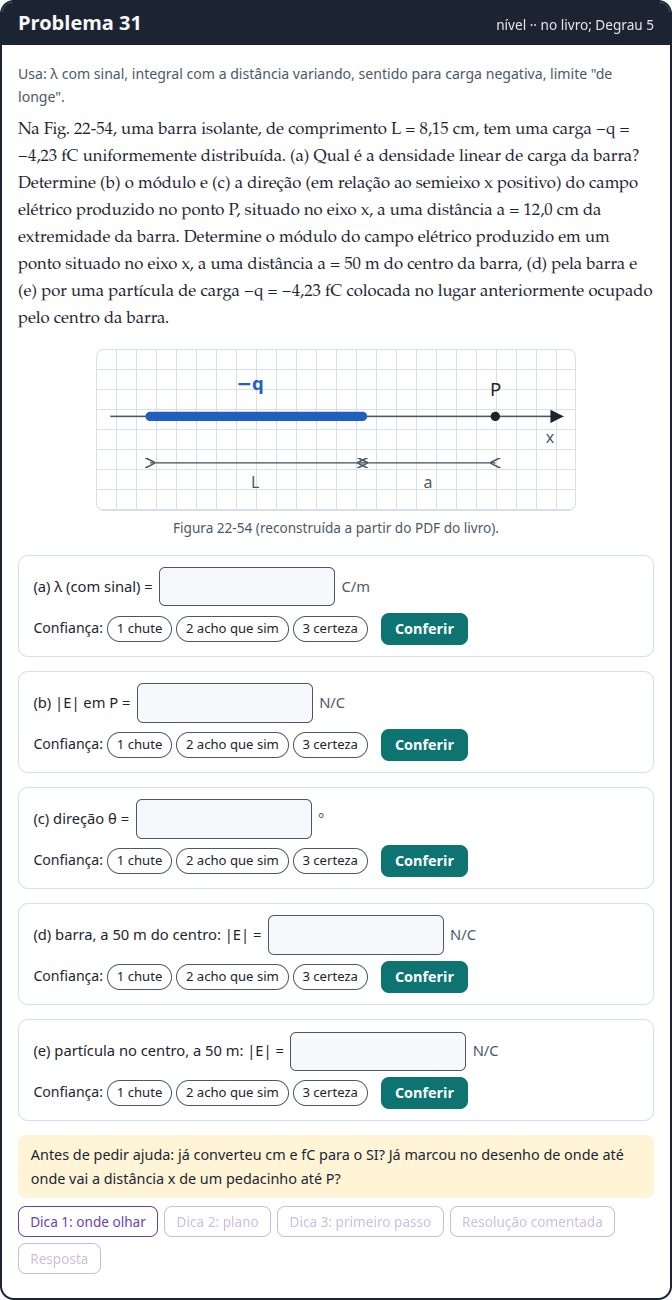 Problema 31
nível ·· no livro; Degrau 5
Usa: λ com sinal, integral com a distância variando, sentido para carga negativa, limite "de
longe".
Na Fig. 22-54, uma barra isolante, de comprimento L = 8,15 cm, tem uma carga −q =
−4,23 fC uniformemente distribuída. (a) Qual é a densidade linear de carga da barra?
Determine (b) o módulo e (c) a direção (em relação ao semieixo x positivo) do campo
elétrico produzido no ponto P, situado no eixo x, a uma distância a = 12,0 cm da
extremidade da barra. Determine o módulo do campo elétrico produzido em um
ponto situado no eixo x, a uma distância a = 50 m do centro da barra, (d) pela barra e
(e) por uma partícula de carga −q = −4,23 fC colocada no lugar anteriormente ocupado
pelo centro da barra.
−q
P
x
L
a
Figura 22-54 (reconstruída a partir do PDF do livro).
(a) λ (com sinal) = C/m
Confiança: 1 chute 2 acho que sim 3 certeza Conferir
(b) |E| em P = N/C
Confiança: 1 chute 2 acho que sim 3 certeza Conferir
(c) direção θ = °
Confiança: 1 chute 2 acho que sim 3 certeza Conferir
(d) barra, a 50 m do centro: |E| = N/C
Confiança: 1 chute 2 acho que sim 3 certeza Conferir
(e) partícula no centro, a 50 m: |E| = N/C
Confiança: 1 chute 2 acho que sim 3 certeza Conferir
Antes de pedir ajuda: já converteu cm e fC para o SI? Já marcou no desenho de onde até
onde vai a distância x de um pedacinho até P?
Dica 1: onde olhar Dica 2: plano Dica 3: primeiro passo Resolução comentada
Resposta